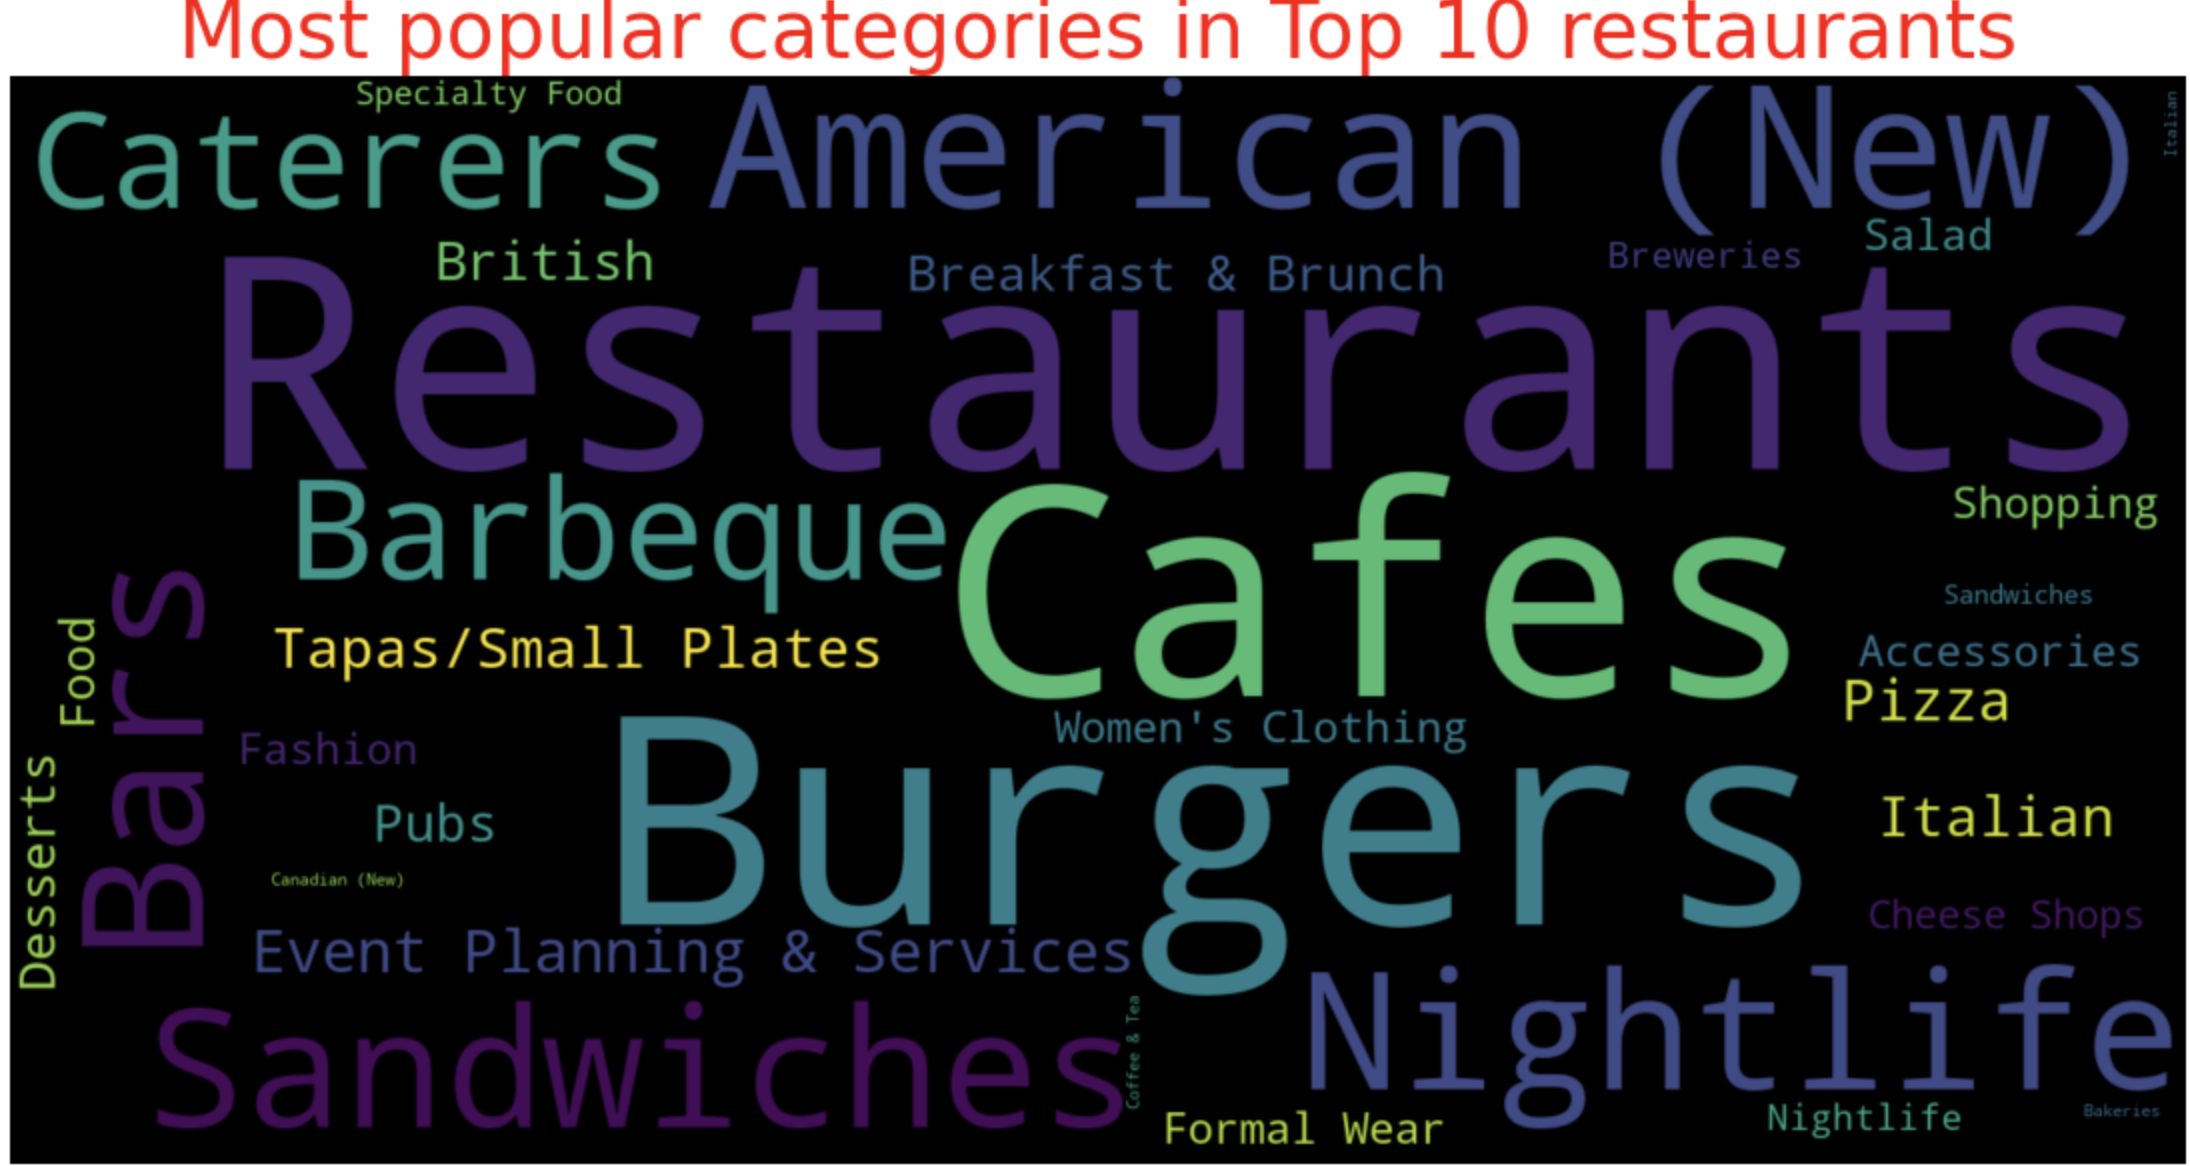 Most popular categories in Top 10 restaurants
Specialty Food
Caterers
American (New)
Italian
British
Breakfast & Brunch
Breweries
Salad
Restaurants
Barbeque
Cafes
Shopping
Sandwiches
Bars
Food
Tapas/Small Plates
Accessories
Pizza
Fashion
Women's Clothing
Desserts
Pubs
Burgers
Italian
Canadian (New)
Cheese Shops
Event Planning & Services
Sandwiches
Coffee & Tea
Nightlife
Formal Wear
Nightlife
Bakeries